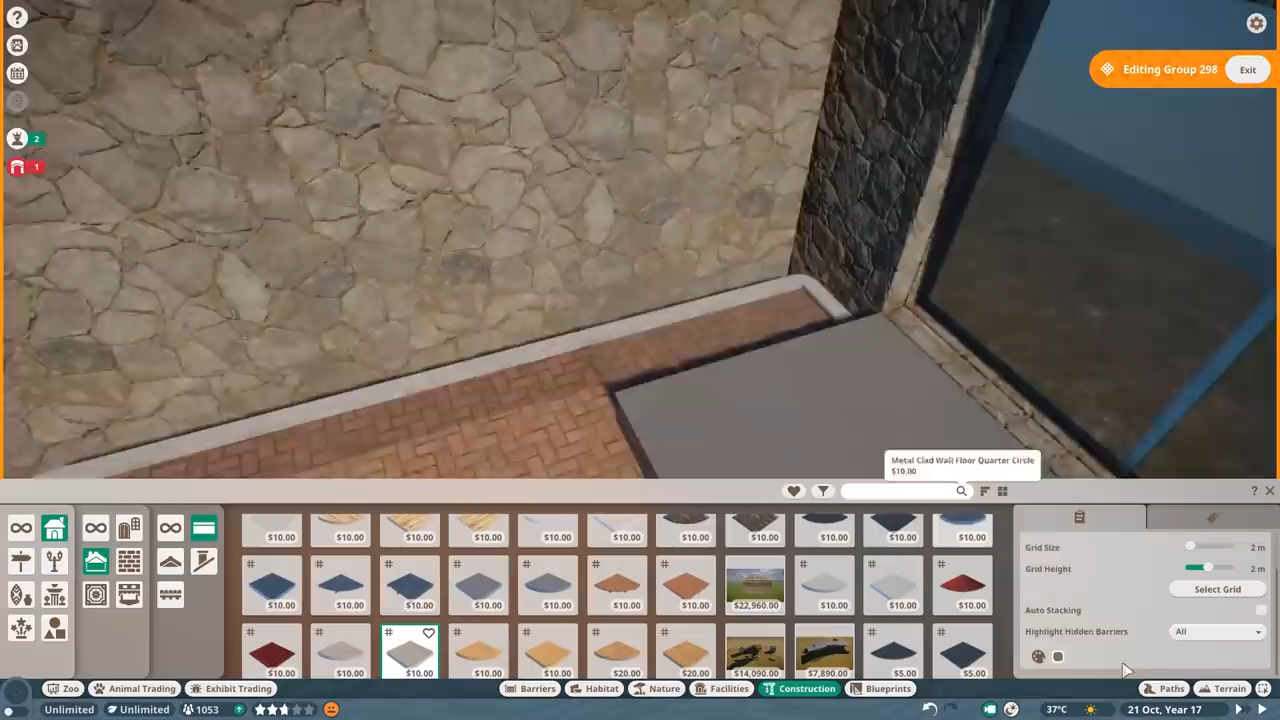 ?
Editing Group 298
Exit
2
1
Metal Clad Wall Floor Quarter Circle
$10.00
? X
$10.00 $10.00 $10.00 $10.00 $10.00 $10.00 $10.00 $10.00 $10.00 $10.00 $10.00
$10.00 $10.00 $10.00 $10.00 $10.00 $10.00 $10.00 $22,960.00 $10.00 $10.00 $10.00
$10.00 $10.00 $10.00 $10.00 $10.00 $20.00 $20.00 $14,090.00 $7,890.00 $5.00 $5.00
Grid Size 2 m
Grid Height 2 m
Select Grid
Auto Stacking
Highlight Hidden Barriers All
Zoo Animal Trading Exhibit Trading Barriers Habitat Nature Facilities Construction Blueprints Paths Terrain
Unlimited Unlimited 1053 37°C 21 Oct, Year 17